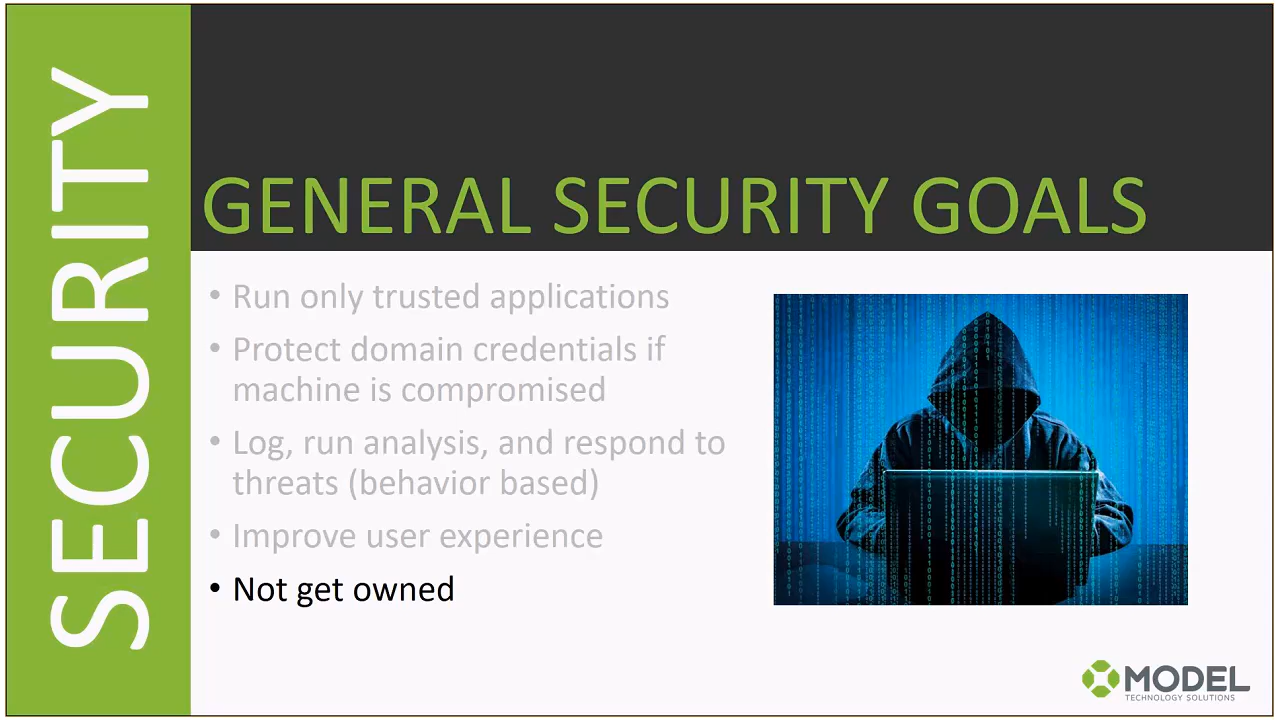 SECURITY
GENERAL SECURITY GOALS
• Run only trusted applications
• Protect domain credentials if
machine is compromised
• Log, run analysis, and respond to
threats (behavior based)
• Improve user experience
• Not get owned
MODEL
TECHNOLOGY SOLUTIONS